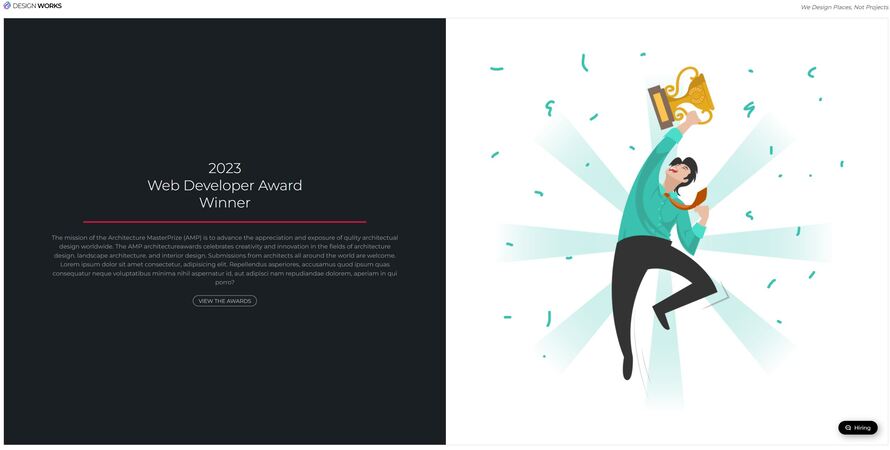 DESIGN WORKS
We Design Places, Not Projects
2023
Web Developer Award
Winner
The mission of the Architecture MasterPrize (AMP) is to advance the appreciation and exposure of qulity architectual
design worldwide. The AMP architectureawards celebrates creativity and innovation in the fields of architecture
design, landscape architecture, and interior design. Submissions from architects all around the world are welcome.
Lorem ipsum dolor sit amet consectetur, adipisicing elit. Repellendus asperiores, accusamus quod ipsum quas
consequatur neque voluptatibus minima nihil aspernatur id, aut adipisci nam repudiandae dolorem, aperiam in qui
porro?
VIEW THE AWARDS
Hiring